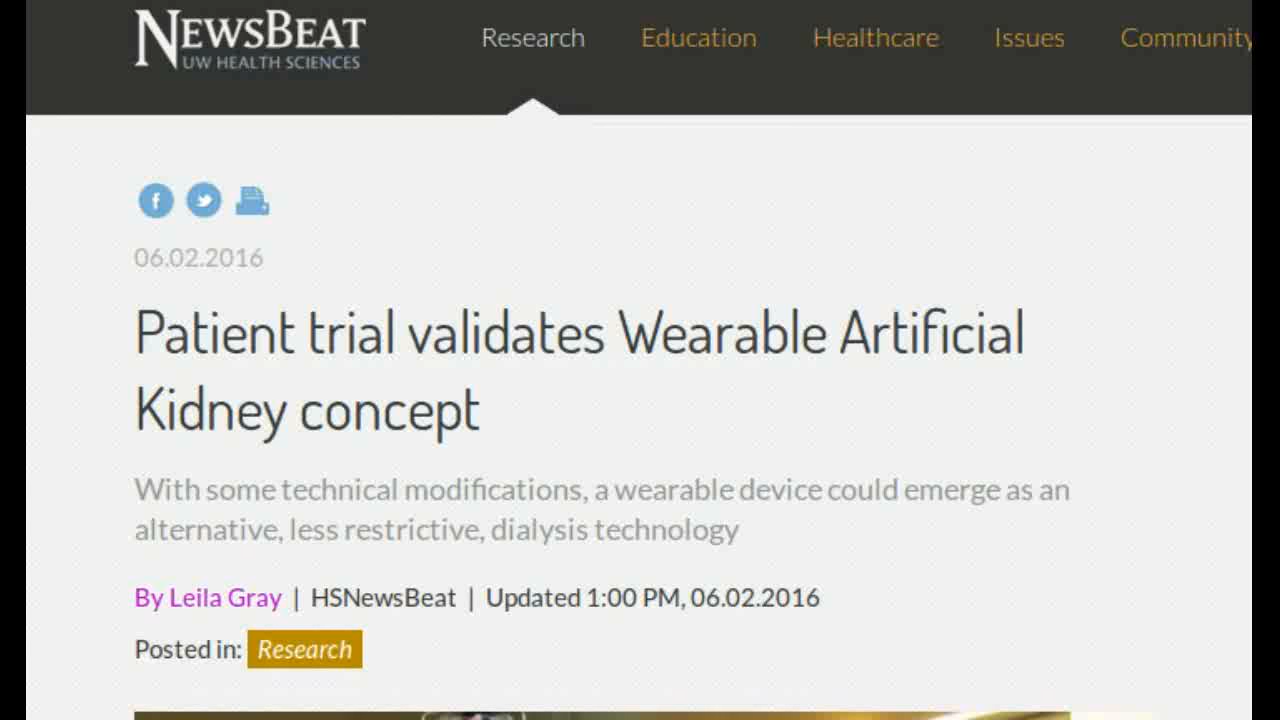 NEWSBEAT
UW HEALTH SCIENCES
Research Education Healthcare Issues Community
06.02.2016
Patient trial validates Wearable Artificial
Kidney concept
With some technical modifications, a wearable device could emerge as an
alternative, less restrictive, dialysis technology
By Leila Gray | HSNewsBeat | Updated 1:00 PM, 06.02.2016
Posted in: Research